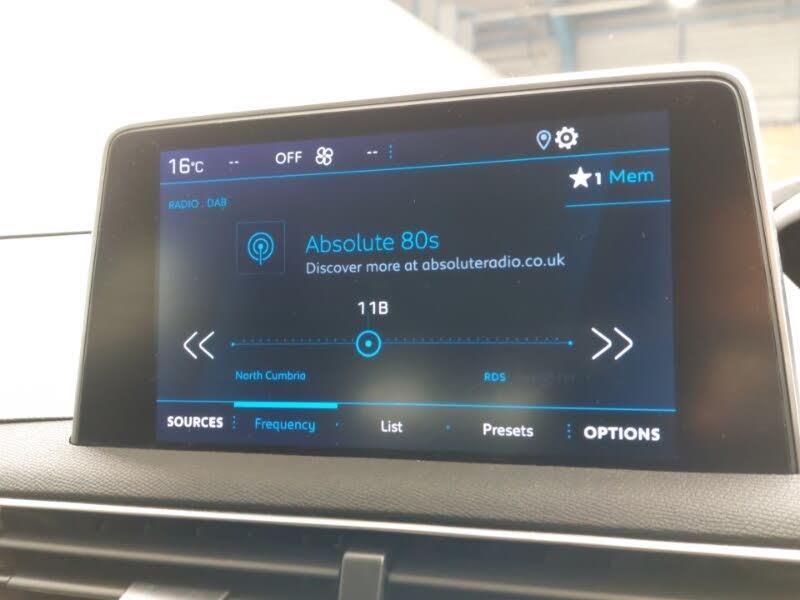 16°C -- OFF --
1 Mem
RADIO . DAB
Absolute 80s
Discover more at absoluteradio.co.uk
11B
North Cumbria RDS
SOURCES Frequency List Presets OPTIONS